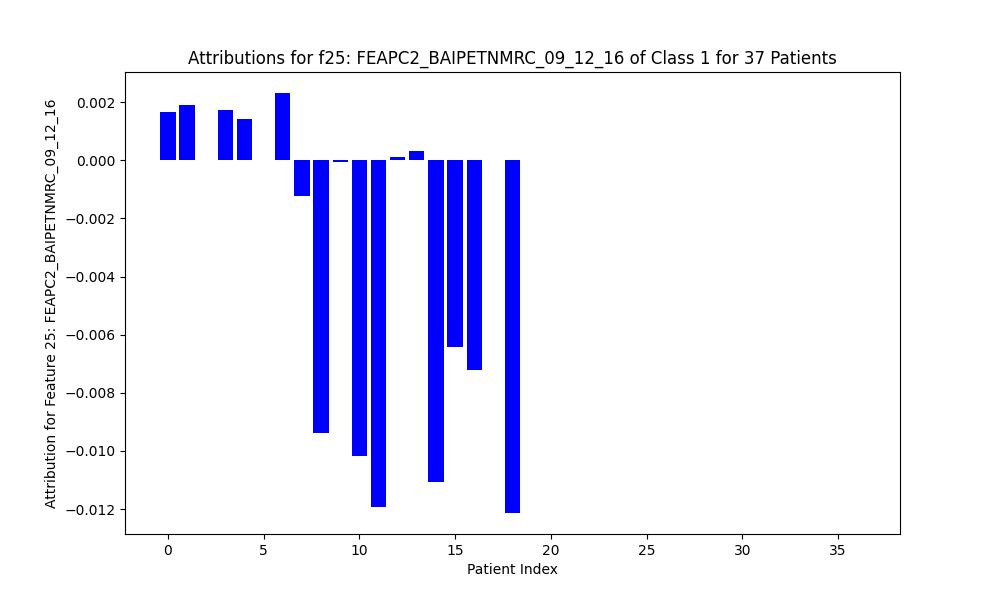 Attributions for f25: FEAPC2_BAIPETNMRC_09_12_16 of Class 1 for 37 Patients
Attribution for Feature 25: FEAPC2_BAIPETNMRC_09_12_16
0.002
0.000
−0.002
−0.004
−0.006
−0.008
−0.010
−0.012
0 5 10 15 20 25 30 35
Patient Index